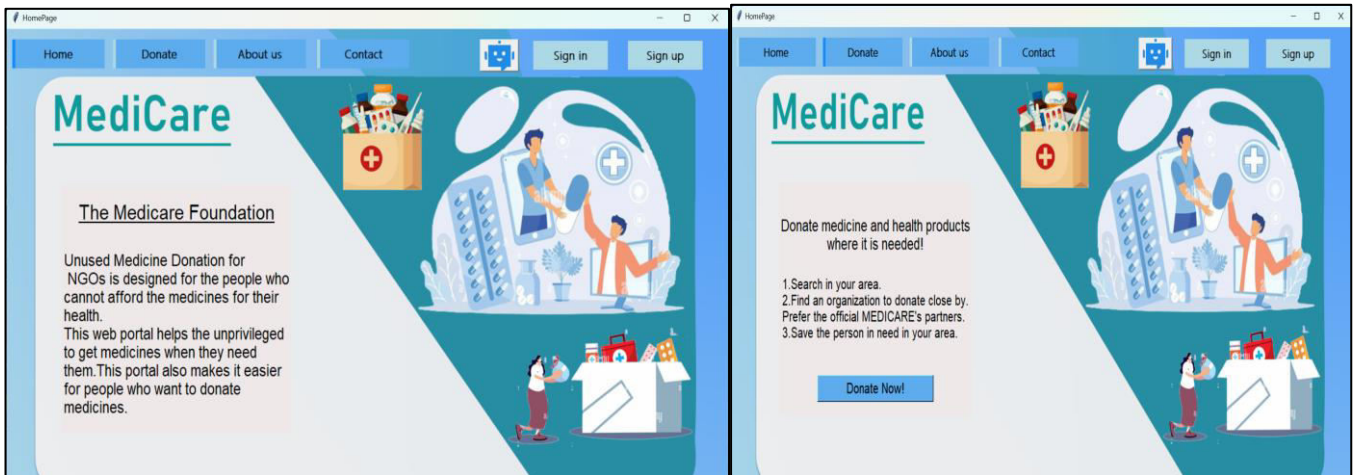 HomePage
Home Donate About us Contact Sign in Sign up
MediCare
The Medicare Foundation
Unused Medicine Donation for
NGOs is designed for the people who
cannot afford the medicines for their
health.
This web portal helps the unprivileged
to get medicines when they need
them.This portal also makes it easier
for people who want to donate
medicines.
HomePage
Home Donate About us Contact Sign in Sign up
MediCare
Donate medicine and health products
where it is needed!
1.Search in your area.
2.Find an organization to donate close by.
Prefer the official MEDICARE's partners.
3.Save the person in need in your area.
Donate Now!